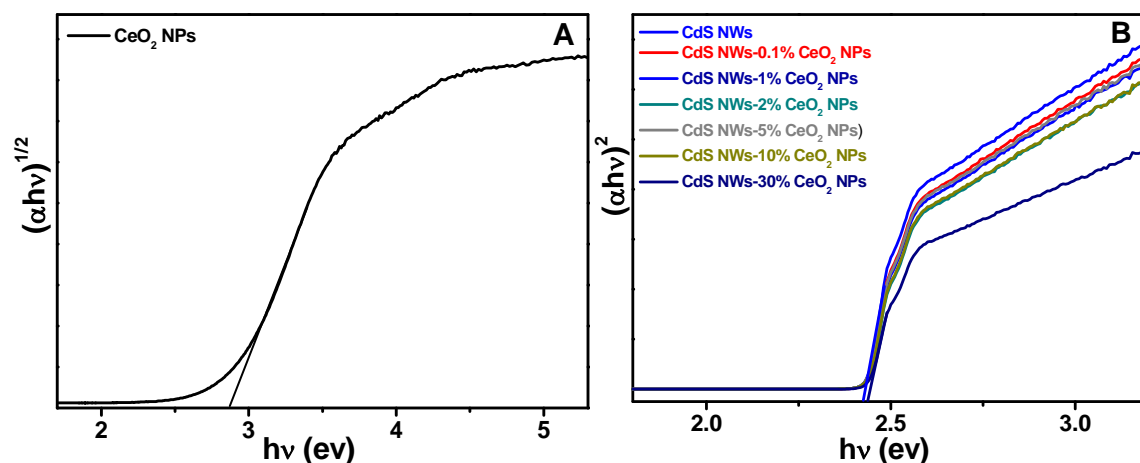 CeO₂ NPs
A
(αhν)^1/2
2 3 4 5
hν (ev)
B
CdS NWs
CdS NWs-0.1% CeO₂ NPs
CdS NWs-1% CeO₂ NPs
CdS NWs-2% CeO₂ NPs
CdS NWs-5% CeO₂ NPs)
CdS NWs-10% CeO₂ NPs
CdS NWs-30% CeO₂ NPs
(αhν)²
2.0 2.5 3.0
hν (ev)